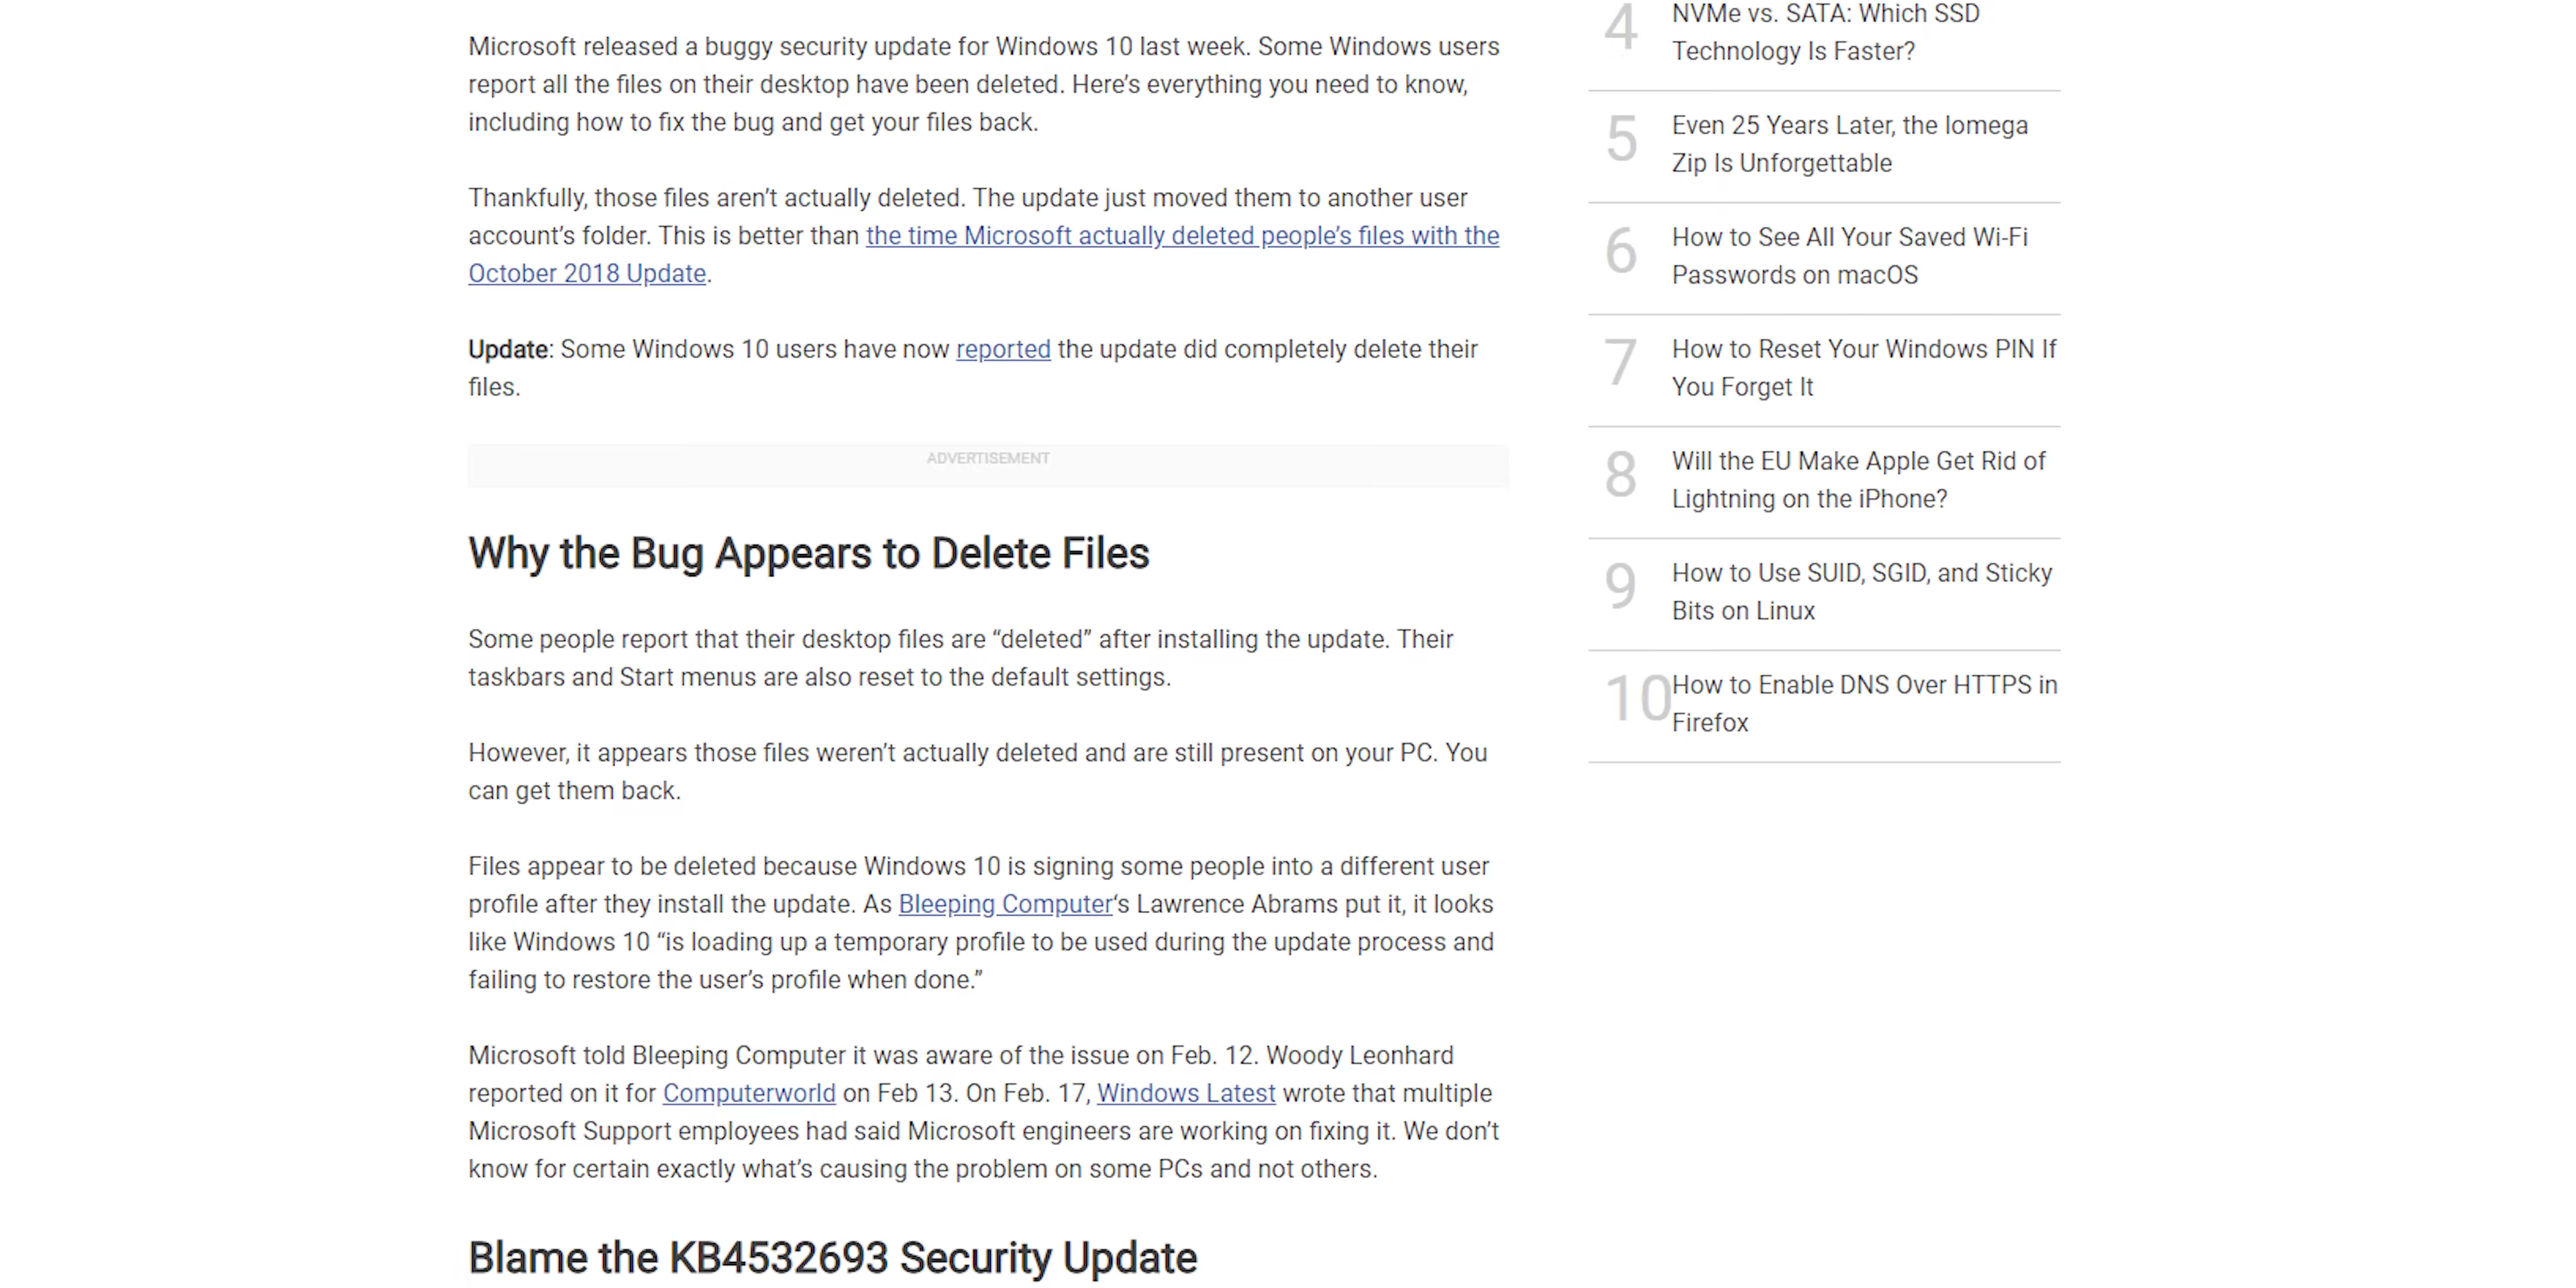 Microsoft released a buggy security update for Windows 10 last week. Some Windows users
report all the files on their desktop have been deleted. Here’s everything you need to know,
including how to fix the bug and get your files back.
Thankfully, those files aren’t actually deleted. The update just moved them to another user
account’s folder. This is better than the time Microsoft actually deleted people’s files with the
October 2018 Update.
Update: Some Windows 10 users have now reported the update did completely delete their
files.
ADVERTISEMENT
Why the Bug Appears to Delete Files
Some people report that their desktop files are “deleted” after installing the update. Their
taskbars and Start menus are also reset to the default settings.
However, it appears those files weren’t actually deleted and are still present on your PC. You
can get them back.
Files appear to be deleted because Windows 10 is signing some people into a different user
profile after they install the update. As Bleeping Computer‘s Lawrence Abrams put it, it looks
like Windows 10 “is loading up a temporary profile to be used during the update process and
failing to restore the user’s profile when done.”
Microsoft told Bleeping Computer it was aware of the issue on Feb. 12. Woody Leonhard
reported on it for Computerworld on Feb 13. On Feb. 17, Windows Latest wrote that multiple
Microsoft Support employees had said Microsoft engineers are working on fixing it. We don’t
know for certain exactly what’s causing the problem on some PCs and not others.
Blame the KB4532693 Security Update
4 NVMe vs. SATA: Which SSD
Technology Is Faster?
5 Even 25 Years Later, the Iomega
Zip Is Unforgettable
6 How to See All Your Saved Wi-Fi
Passwords on macOS
7 How to Reset Your Windows PIN If
You Forget It
8 Will the EU Make Apple Get Rid of
Lightning on the iPhone?
9 How to Use SUID, SGID, and Sticky
Bits on Linux
10 How to Enable DNS Over HTTPS in
Firefox